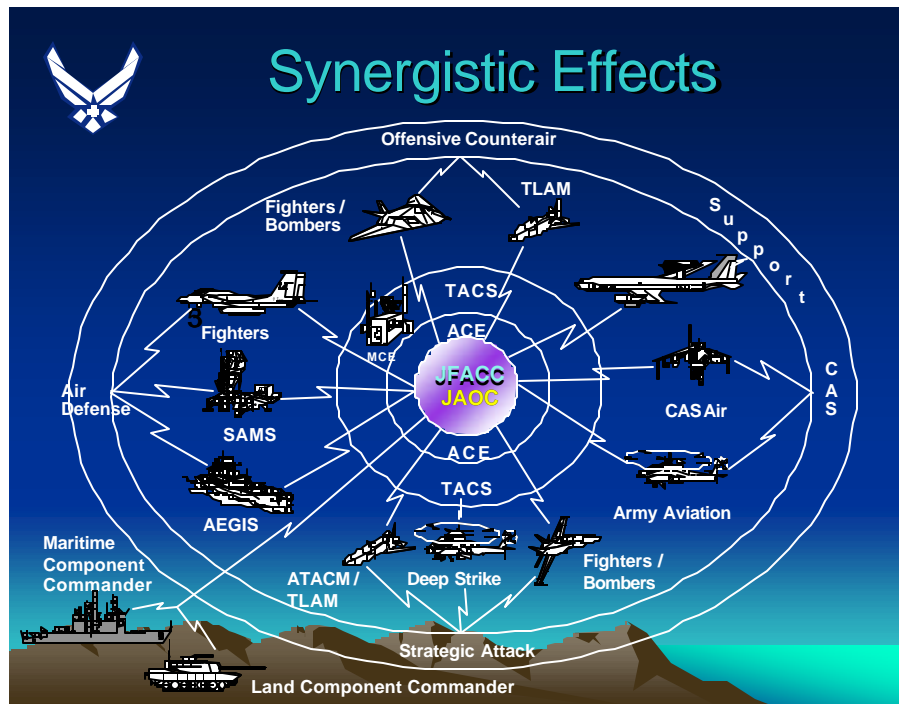 Synergistic Effects
Offensive Counterair
Fighters /
Bombers
TLAM
Support
TACS
ACE
MCE
Fighters
JFACC
JAOC
Air
Defense
CAS
CAS Air
SAMS
ACE
TACS
AEGIS
Army Aviation
Maritime
Component
Commander
ATACM /
TLAM
Deep Strike
Fighters /
Bombers
Strategic Attack
Land Component Commander